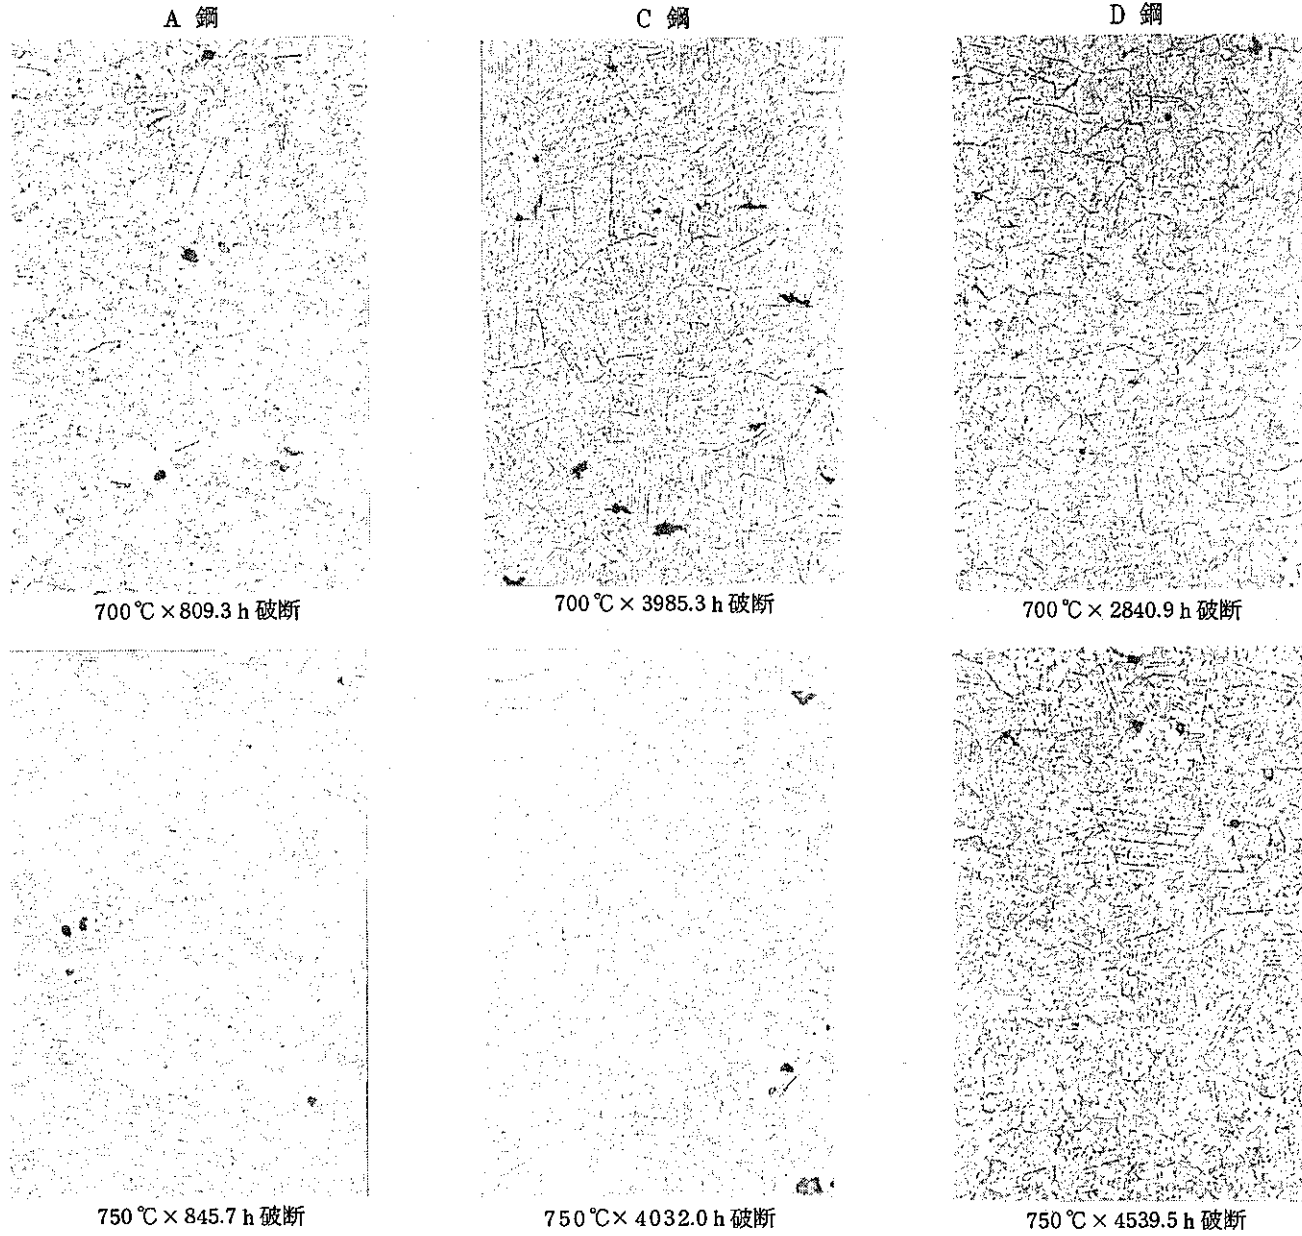 A 鋼
C 鋼
D 鋼
700℃×809.3 h 破断
700℃×3985.3 h 破断
700℃×2840.9 h 破断
750℃×845.7 h 破断
750℃×4032.0 h 破断
750℃×4539.5 h 破断